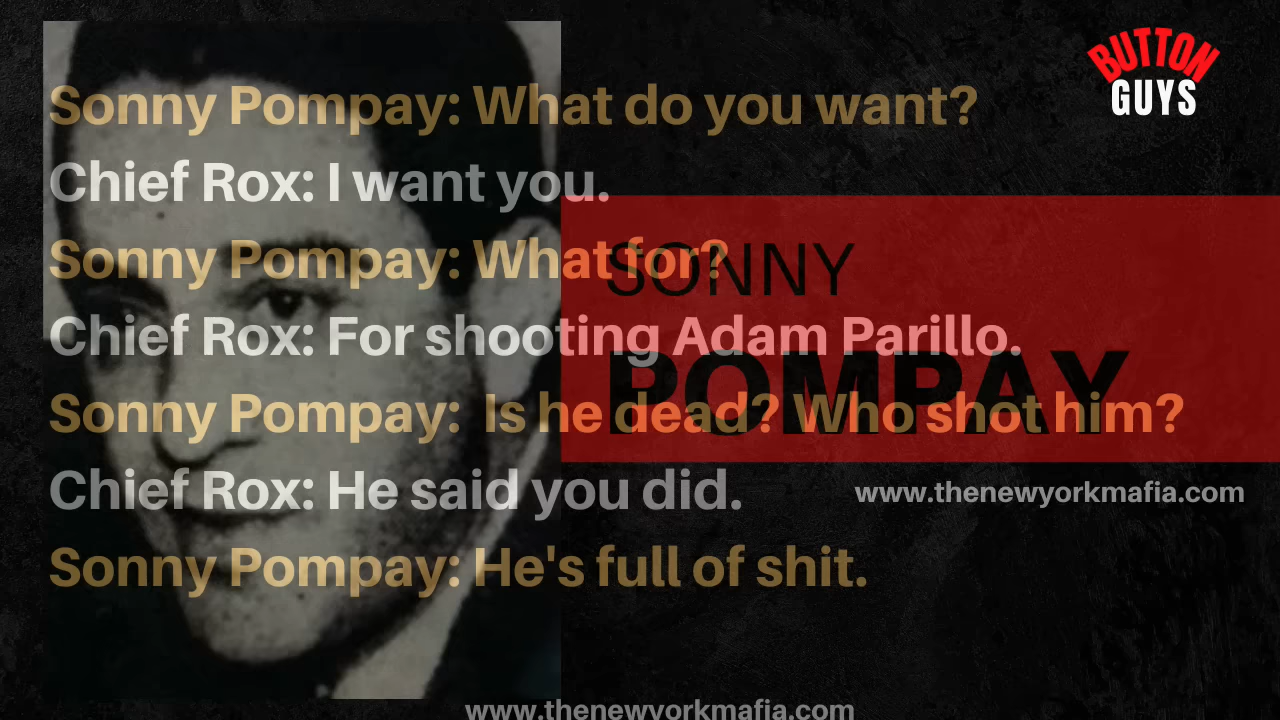 BUTTON
GUYS
Sonny Pompay: What do you want?
Chief Rox: I want you.
Sonny Pompay: What for?
SONNY
Chief Rox: For shooting Adam Parillo.
POMPAY
Sonny Pompay: Is he dead? Who shot him?
Chief Rox: He said you did.
www.thenewyorkmafia.com
Sonny Pompay: He's full of shit.
www.thenewyorkmafia.com